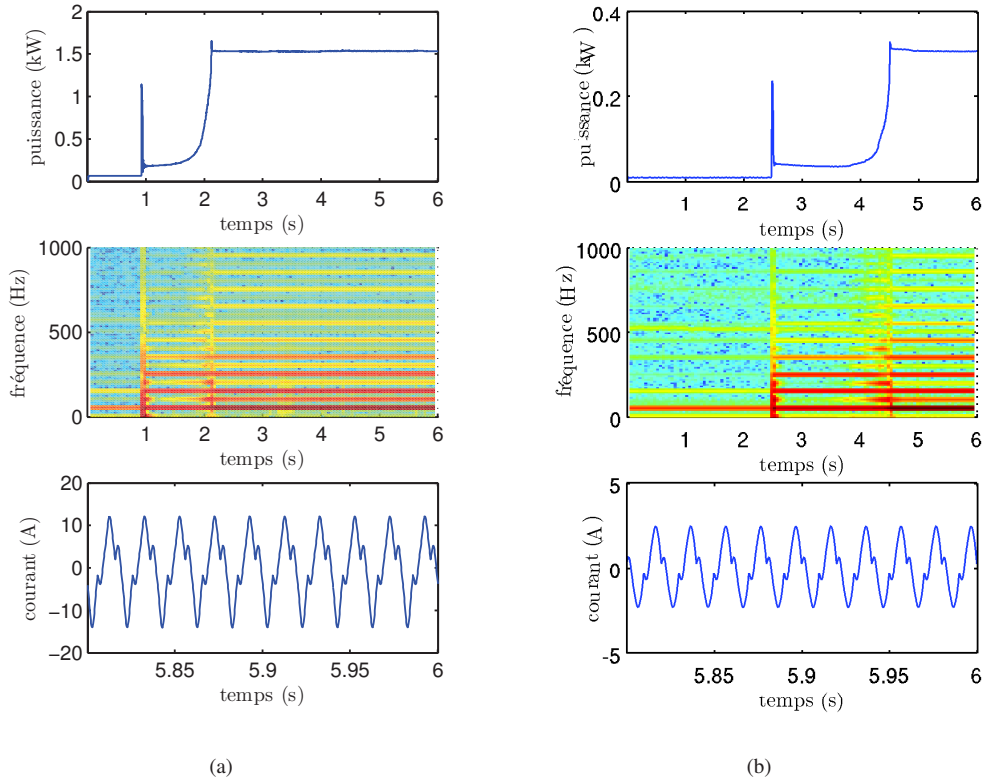 2
1.5
1
0.5
0
puissance (kW)
1 2 3 4 5 6
temps (s)
1000
500
0
fréquence (Hz)
1 2 3 4 5 6
temps (s)
20
10
0
−10
−20
courant (A)
5.85 5.9 5.95 6
temps (s)
(a)
0.4
0.2
0
puissance (kW)
1 2 3 4 5 6
temps (s)
1000
500
0
fréquence (Hz)
1 2 3 4 5 6
temps (s)
5
0
-5
courant (A)
5.85 5.9 5.95 6
temps (s)
(b)